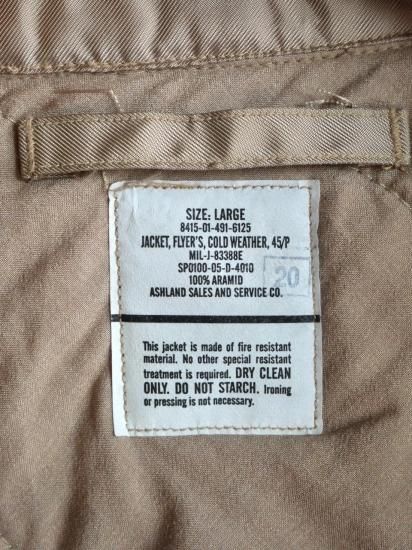 SIZE: LARGE
8415-01-491-6125
JACKET, FLYER'S, COLD WEATHER, 45/P
MIL-J-83388E
SPO100-05-D-4010
100% ARAMID
ASHLAND SALES AND SERVICE CO.
20
This jacket is made of fire resistant
material. No other special resistant
treatment is required. DRY CLEAN
ONLY. DO NOT STARCH. Ironing
or pressing is not necessary.